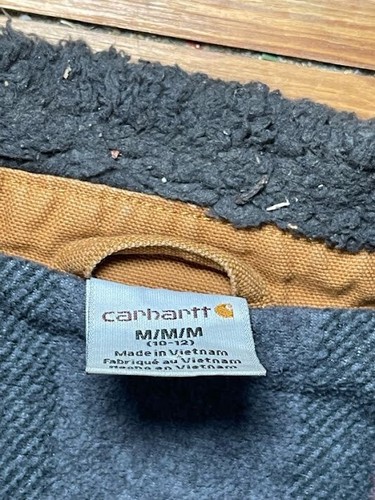 carhartt
M/M/M
(10-12)
Made in Vietnam
Fabriqué au Vietnam
Hecho en Vietnam